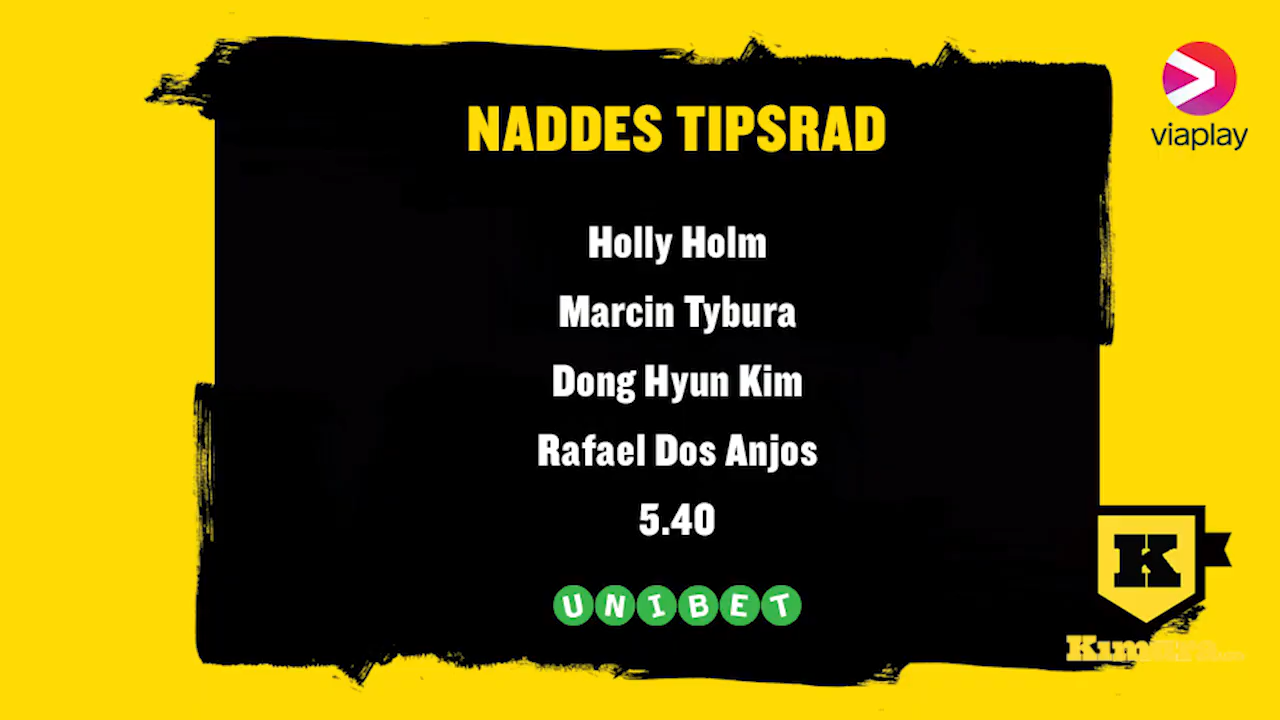 NADDES TIPSRAD
viaplay
Holly Holm
Marcin Tybura
Dong Hyun Kim
Rafael Dos Anjos
5.40
UNIBET
K